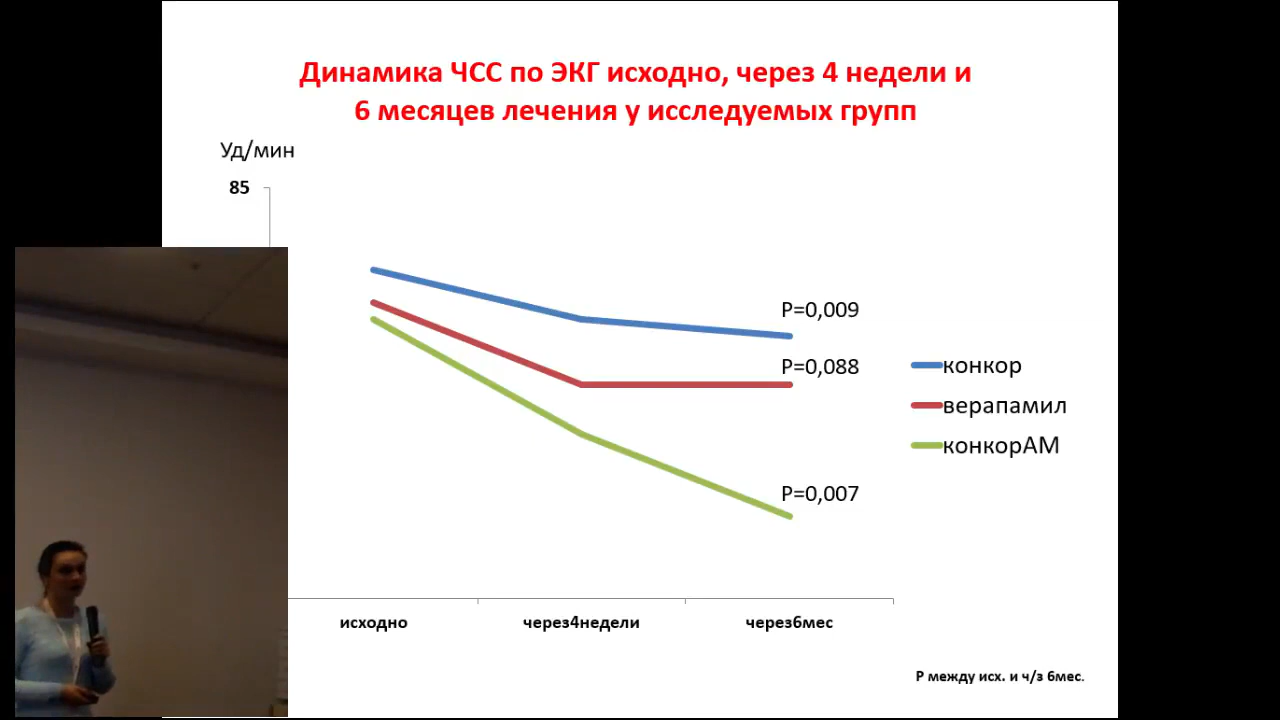 Динамика ЧСС по ЭКГ исходно, через 4 недели и
6 месяцев лечения у исследуемых групп
Уд/мин
85
P=0,009
P=0,088
P=0,007
конкор
верапамил
конкорАМ
исходно
через4недели
через6мес
P между исх. и ч/з 6мес.